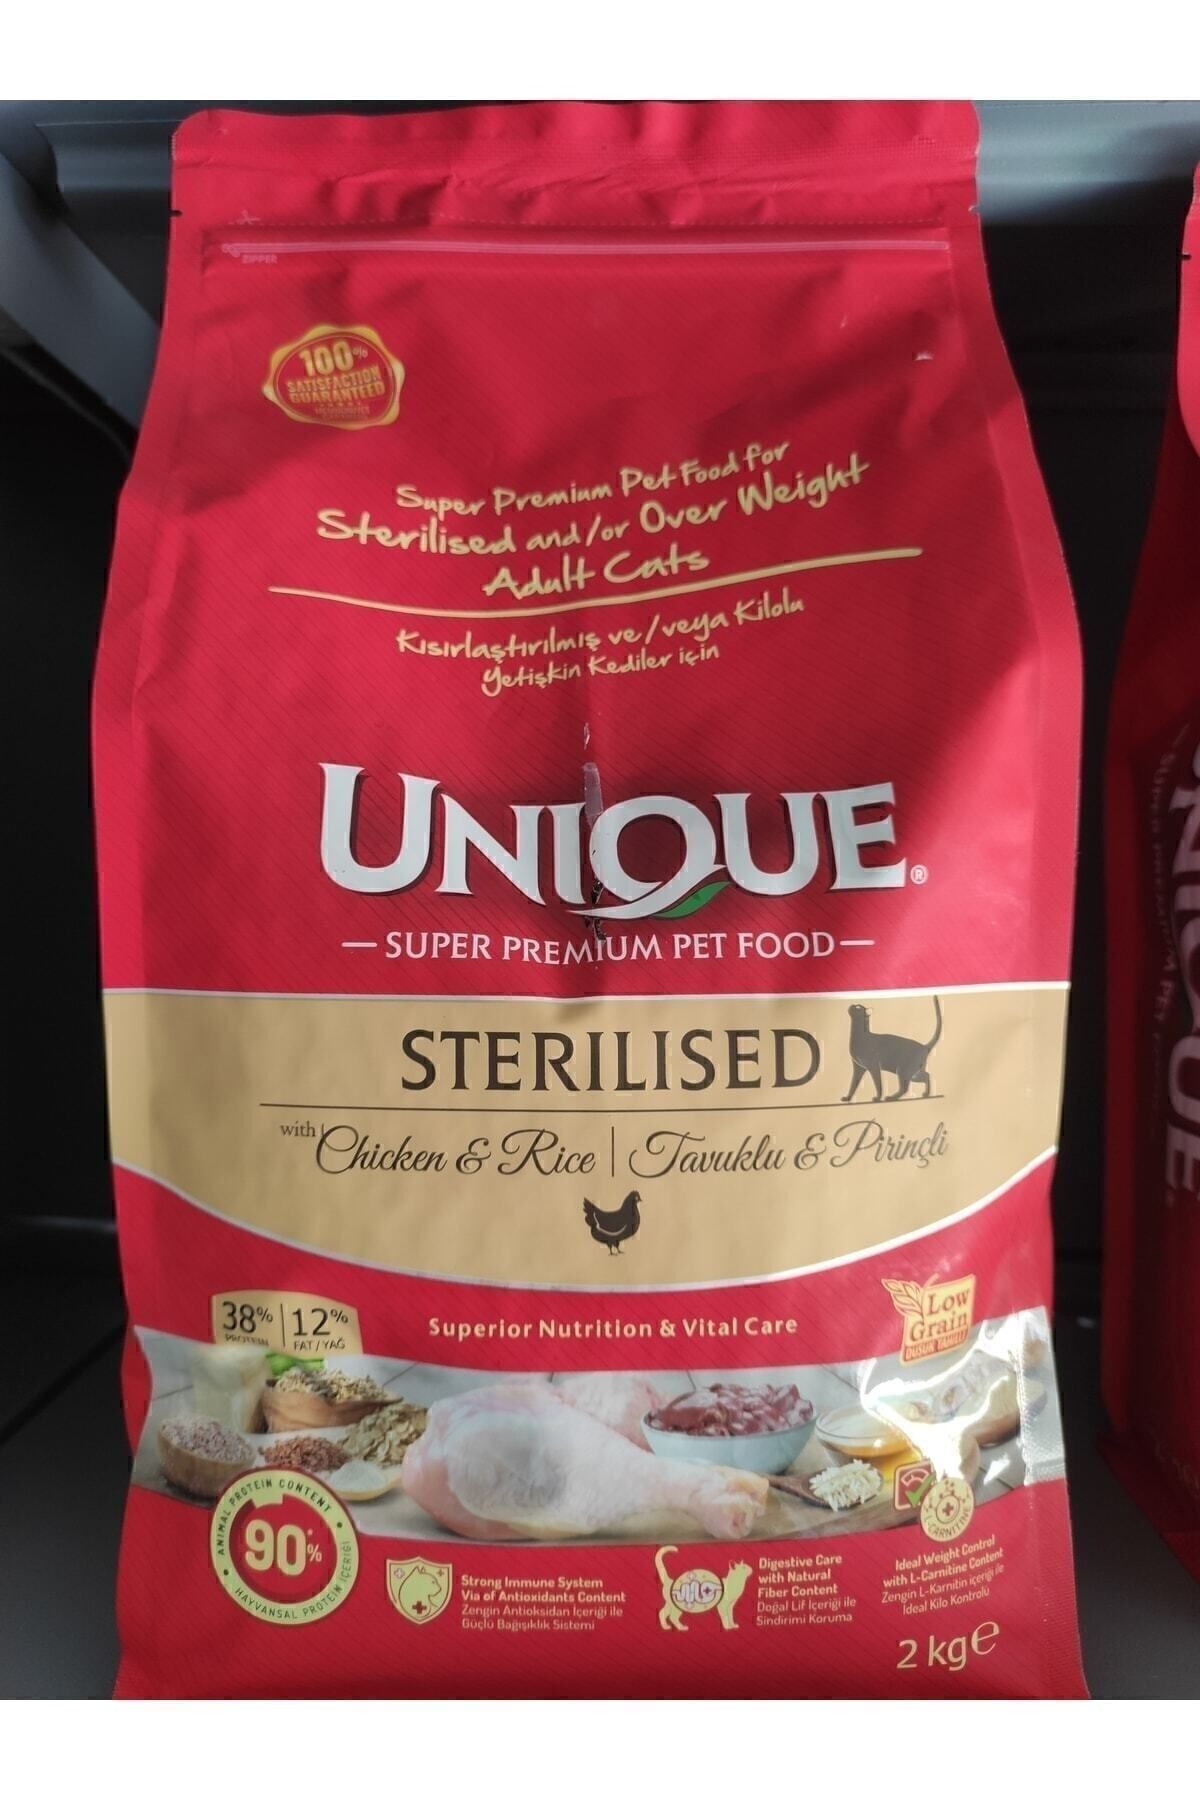 ZIPPER
100%
SATISFACTION
GUARANTEED
Super Premium Pet Food for
Sterilised and/or Over Weight
Adult Cats
Kısırlaştırılmış ve/veya Kilolu
Yetişkin Kediler için
UNIQUE®
SUPER PREMIUM PET FOOD
STERILISED
with Chicken & Rice | Tavuklu & Pirinçli
38% PROTEIN
12% FAT / YAĞ
Superior Nutrition & Vital Care
Low
Grain
DÜŞÜK TAHILLI
ANIMAL PROTEIN CONTENT
90*%
HAYVANSAL PROTEIN İÇERİĞİ
Strong Immune System
Via of Antioxidants Content
Zengin Antioksidan İçeriği ile
Güçlü Bağışıklık Sistemi
Digestive Care
with Natural
Fiber Content
Doğal Lif İçeriği ile
Sindirimi Koruma
L-CARNITINE
Ideal Weight Control
with L-Carnitine Content
Zengin L-Karnitin içeriği ile
İdeal Kilo Kontrolü
2 kg e